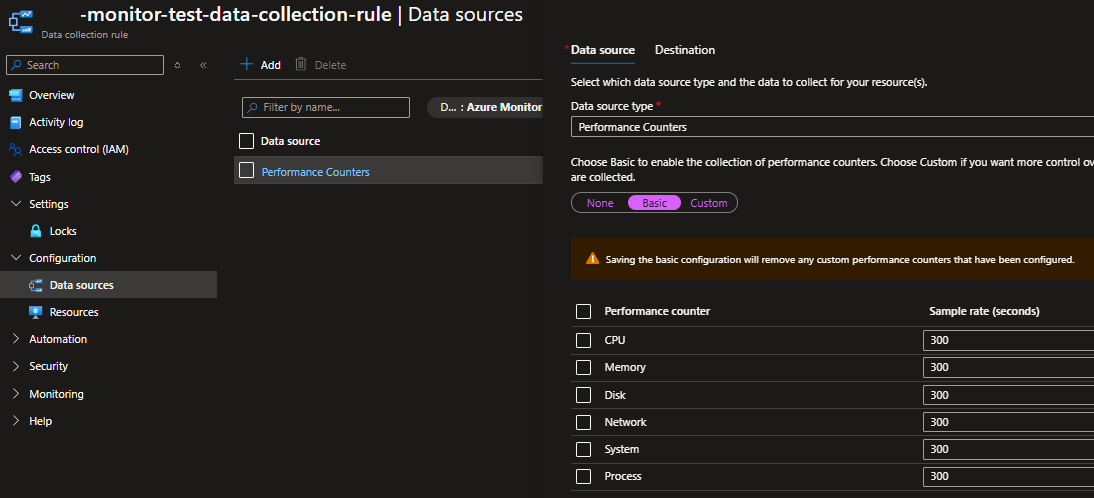 -monitor-test-data-collection-rule | Data sources
Data collection rule
Search
«
Overview
Activity log
Access control (IAM)
Tags
Settings
Locks
Configuration
Data sources
Resources
Automation
Security
Monitoring
Help
+ Add
Delete
Filter by name...
D... : Azure Monitor
Data source
Performance Counters
* Data source
Destination
Select which data source type and the data to collect for your resource(s).
Data source type *
Performance Counters
Choose Basic to enable the collection of performance counters. Choose Custom if you want more control ov
are collected.
None Basic Custom
Saving the basic configuration will remove any custom performance counters that have been configured.
Performance counter Sample rate (seconds)
CPU 300
Memory 300
Disk 300
Network 300
System 300
Process 300